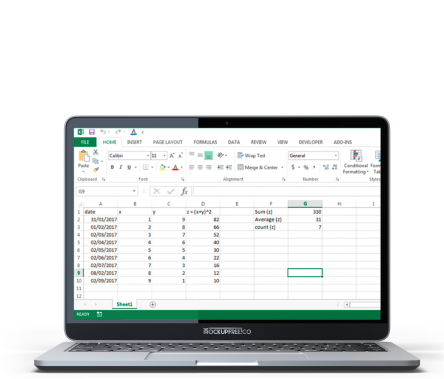 FILE HOME INSERT PAGE LAYOUT FORMULAS DATA REVIEW VIEW DEVELOPER ADD-INS
Calibri 11 A A Wrap Text General
Paste B I U A Merge & Center $ % Conditional
Formatting
Clipboard Font Alignment Number Styles
G9 fx
A B C D E F G H I
1 date x y z = (x+y)^2 Sum (z) 330
2 31/01/2017 1 9 82 Average (z) 31
3 01/02/2017 2 8 66 count (z) 7
4 02/03/2017 3 7 52
5 02/04/2017 4 6 40
6 02/05/2017 5 5 30
7 02/06/2017 6 4 22
8 02/07/2017 7 3 16
9 08/02/2017 8 2 12
10 02/09/2017 9 1 10
11
12
Sheet1
READY
MOCKUPFREE.CO